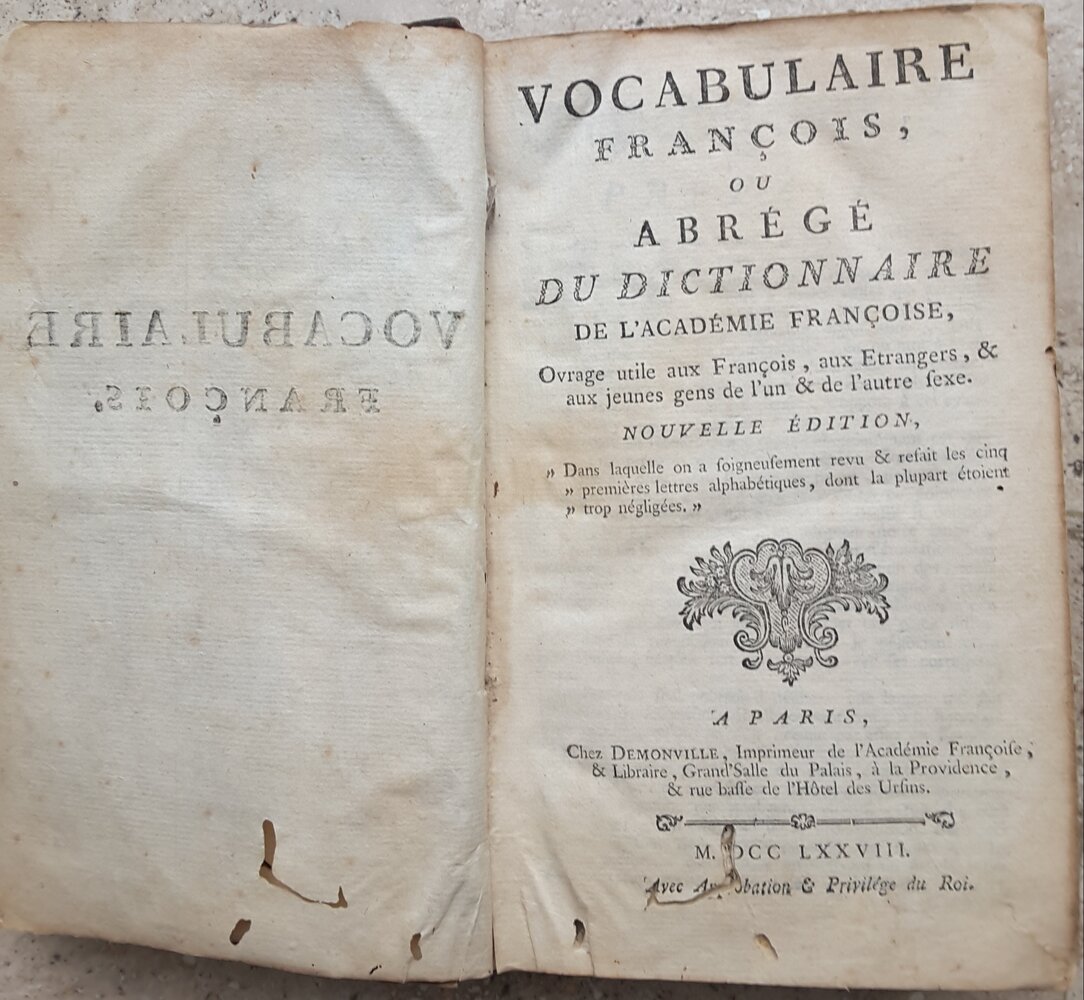 VOCABULAIRE
FRANÇOIS,
VOCABULAIRE
FRANÇOIS,
OU
ABRÉGÉ
DU DICTIONNAIRE
DE L'ACADÉMIE FRANÇOISE,
Ovrage utile aux François, aux Etrangers, &
aux jeunes gens de l'un & de l'autre ſexe.
NOUVELLE ÉDITION,
„ Dans laquelle on a ſoigneuſement revu & refait les cinq
„ premières lettres alphabétiques, dont la plupart étoient
„ trop négligées. „
A PARIS,
Chez DEMONVILLE, Imprimeur de l'Académie Françoiſe,
& Libraire, Grand'Salle du Palais, à la Providence,
& rue baſſe de l'Hôtel des Urſins.
M. DCC LXXVIII.
Avec & Privilége du Roi.